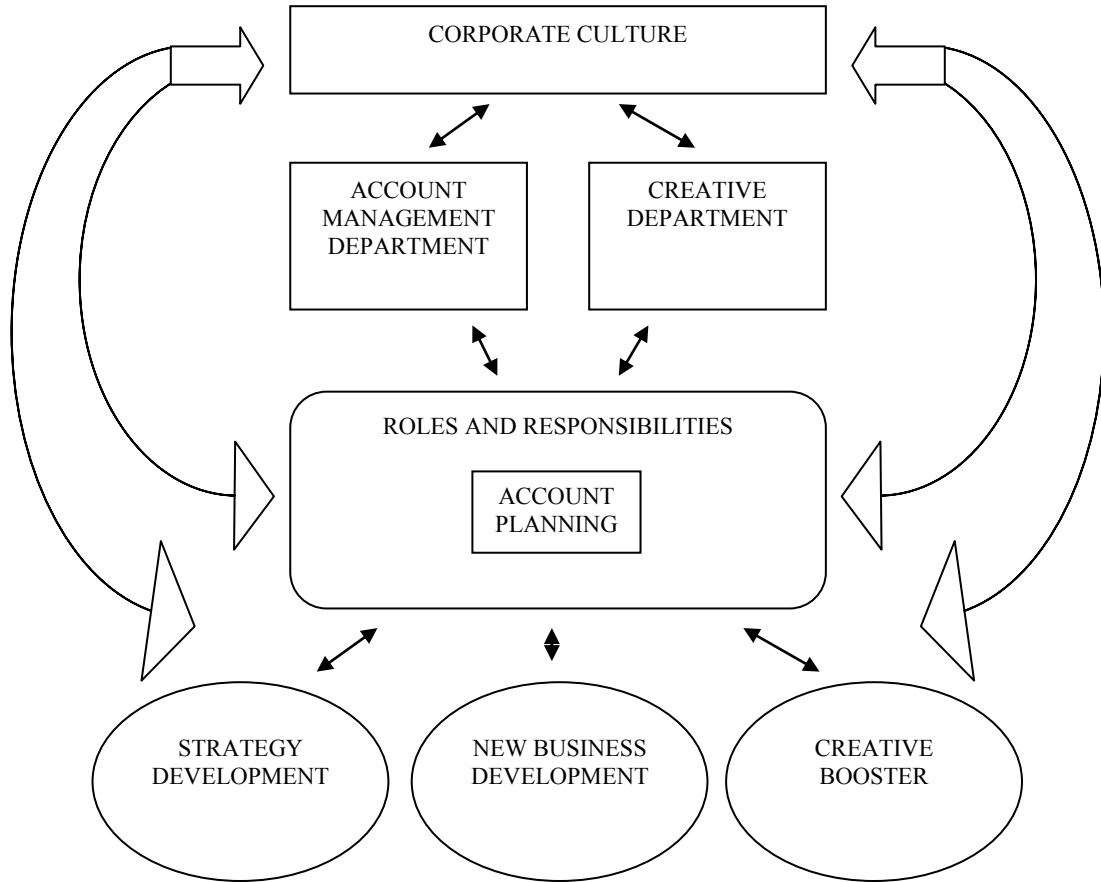 CORPORATE CULTURE
ACCOUNT
MANAGEMENT
DEPARTMENT
CREATIVE
DEPARTMENT
ROLES AND RESPONSIBILITIES
ACCOUNT
PLANNING
STRATEGY
DEVELOPMENT
NEW BUSINESS
DEVELOPMENT
CREATIVE
BOOSTER